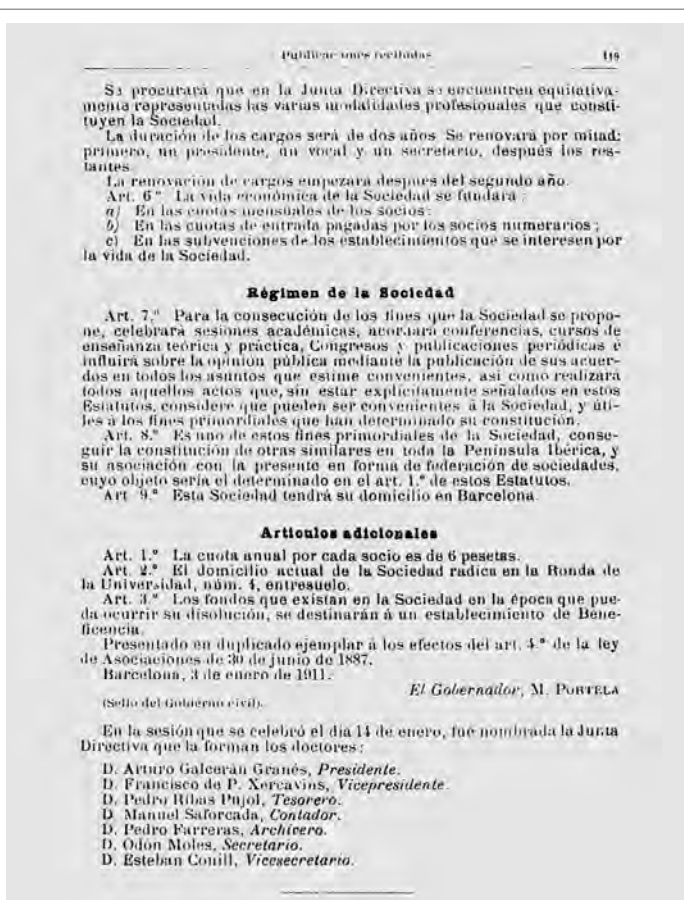 Publicaciones recibidas 119
Se procurará que en la Junta Directiva se encuentren equitativa-
mente representadas las varias modalidades profesionales que consti-
tuyen la Sociedad.
La duración de los cargos será de dos años. Se renovará por mitad:
primero, un presidente, un vocal y un secretario, después los res-
tantes.
La renovación de cargos empezará después del segundo año.
Art. 6.º La vida económica de la Sociedad se fundará:
a) En las cuotas mensuales de los socios:
b) En las cuotas de entrada pagadas por los socios numerarios;
c) En las subvenciones de los establecimientos que se interesen por
la vida de la Sociedad.
Régimen de la Sociedad
Art. 7.º Para la consecución de los fines que la Sociedad se propo-
ne, celebrará sesiones académicas, acordará conferencias, cursos de
enseñanza teórica y práctica, Congresos y publicaciones periódicas é
influirá sobre la opinión pública mediante la publicación de sus acuer-
dos en todos los asuntos que estime convenientes, así como realizará
todos aquellos actos que, sin estar explícitamente señalados en estos
Estatutos, considere que pueden ser convenientes á la Sociedad, y úti-
les á los fines primordiales que han determinado su constitución.
Art. 8.º Es uno de estos fines primordiales de la Sociedad, conse-
guir la constitución de otras similares en toda la Península Ibérica, y
su asociación con la presente en forma de federación de sociedades,
cuyo objeto sería el determinado en el art. 1.º de estos Estatutos.
Art 9.º Esta Sociedad tendrá su domicilio en Barcelona.
Artículos adicionales
Art. 1.º La cuota anual por cada socio es de 6 pesetas.
Art. 2.º El domicilio actual de la Sociedad radica en la Ronda de
la Universidad, núm. 4, entresuelo.
Art. 3.º Los fondos que existan en la Sociedad en la época que pue-
da ocurrir su disolución, se destinarán á un establecimiento de Bene-
ficencia.
Presentado en duplicado ejemplar á los efectos del art. 4.º de la ley
de Asociaciones de 30 de junio de 1887.
Barcelona, 3 de enero de 1911.
El Gobernador, M. PORTELA
(Sello del Gobierno civil).
En la sesión que se celebró el día 14 de enero, fué nombrada la Junta
Directiva que la forman los doctores:
D. Arturo Galcerán Granés, Presidente.
D. Francisco de P. Xercavins, Vicepresidente.
D. Pedro Ribas Pujol, Tesorero.
D. Manuel Saforcada, Contador.
D. Pedro Farreras, Archivero.
D. Odón Moles, Secretario.
D. Esteban Conill, Vicesecretario.